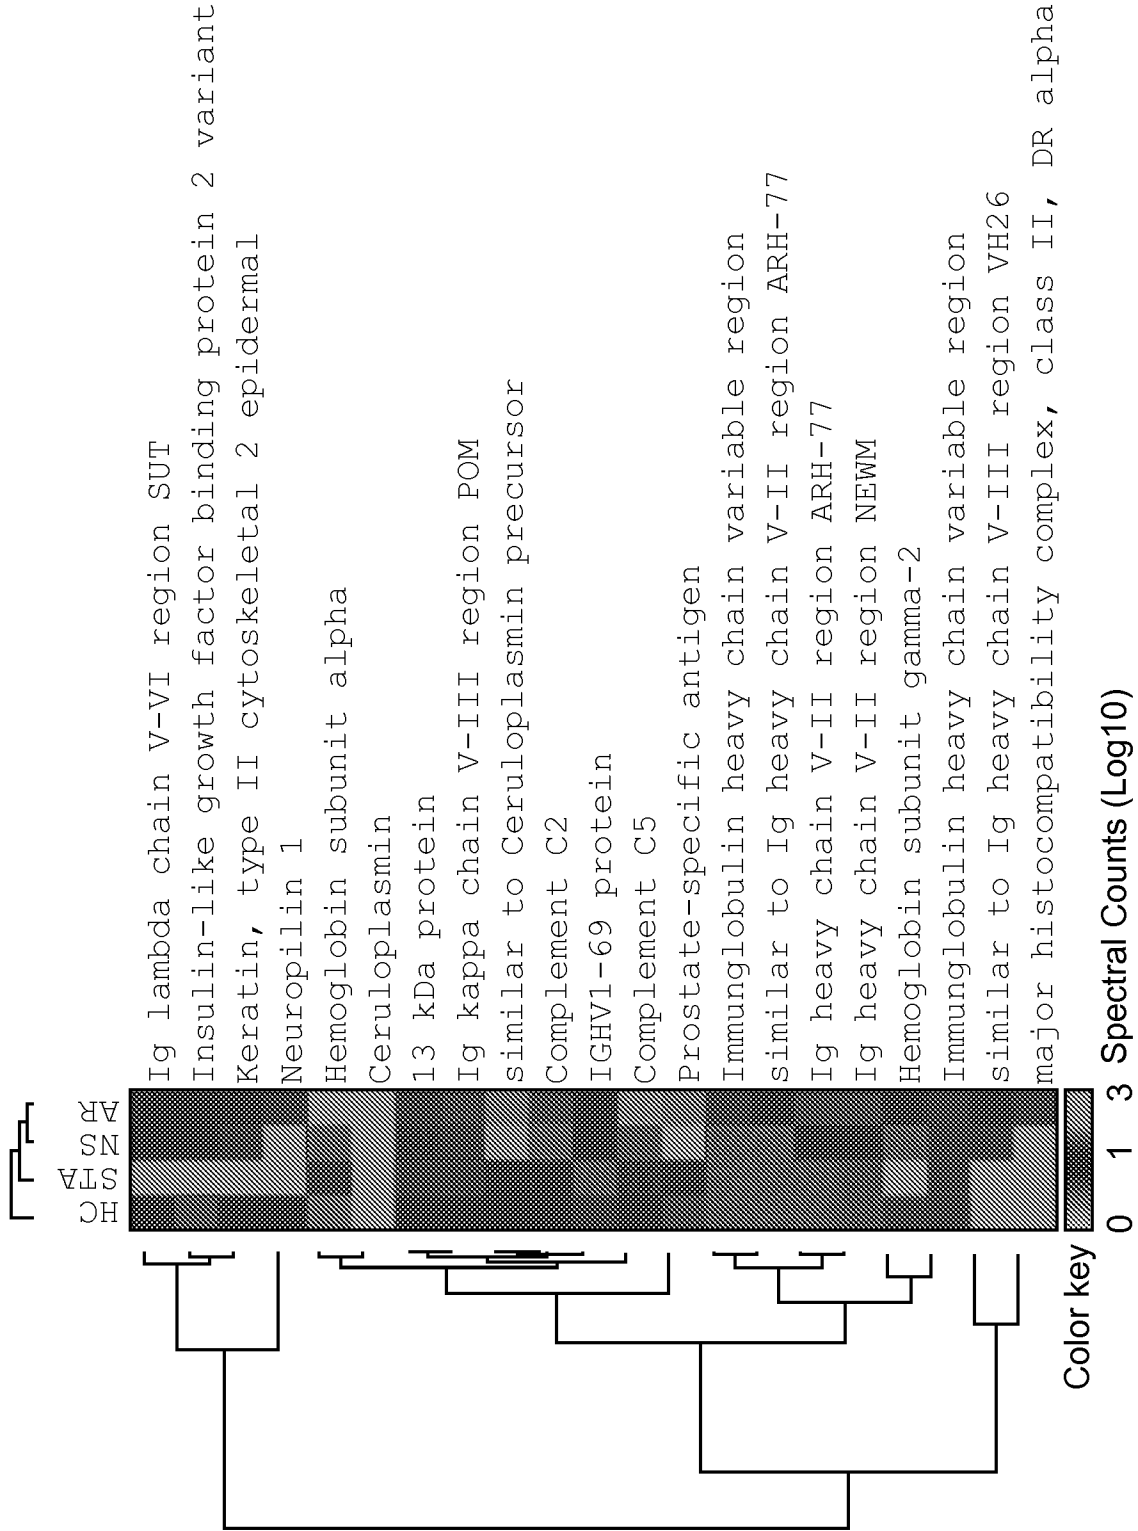 AR
NS
STA
HC
Ig lambda chain V-VI region SUT
Insulin-like growth factor binding protein 2 variant
Keratin, type II cytoskeletal 2 epidermal
Neuropilin 1
Hemoglobin subunit alpha
Ceruloplasmin
13 kDa protein
Ig kappa chain V-III region POM
similar to Ceruloplasmin precursor
Complement C2
IGHV1-69 protein
Complement C5
Prostate-specific antigen
Immunglobulin heavy chain variable region
similar to Ig heavy chain V-II region ARH-77
Ig heavy chain V-II region ARH-77
Ig heavy chain V-II region NEWM
Hemoglobin subunit gamma-2
Immunglobulin heavy chain variable region
similar to Ig heavy chain V-III region VH26
major histocompatibility complex, class II, DR alpha
Color key
0 1 3 Spectral Counts (Log10)